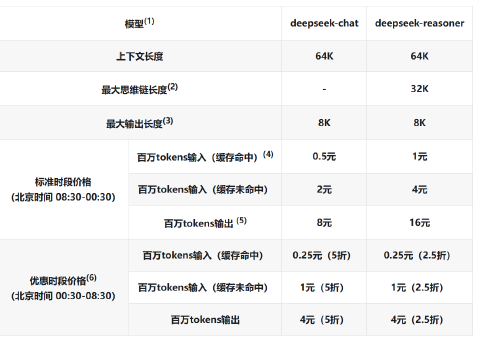 模型(1) deepseek-chat deepseek-reasoner
上下文长度 64K 64K
最大思维链长度(2) - 32K
最大输出长度(3) 8K 8K
标准时段价格
(北京时间 08:30-00:30)
百万tokens输入（缓存命中）(4) 0.5元 1元
百万tokens输入（缓存未命中） 2元 4元
百万tokens输出 (5) 8元 16元
优惠时段价格(6)
(北京时间 00:30-08:30)
百万tokens输入（缓存命中） 0.25元（5折） 0.25元（2.5折）
百万tokens输入（缓存未命中） 1元（5折） 1元（2.5折）
百万tokens输出 4元（5折） 4元（2.5折）